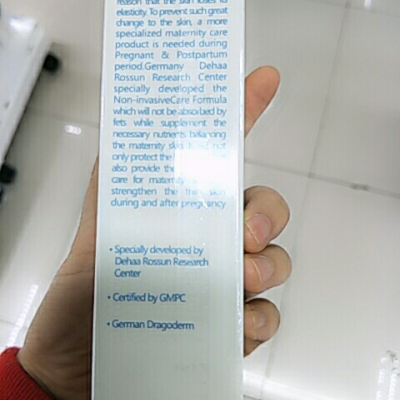 reason that the skin loses its
elasticity. To prevent such great
change to the skin, a more
specialized maternity care
product is needed during
Pregnant & Postpartum
period.Germany Dehaa
Rossun Research Center
specially developed the
Non-invasiveCare Formula
which will not be absorbed by
fets while supplement the
necessary nutrients balancing
the maternity skin. not
only protect the
also provide the
care for
strengthen the skin
during and after pregnancy
• Specially developed by
Dehaa Rossun Research
Center
• Certified by GMPC
• German Dragoderm